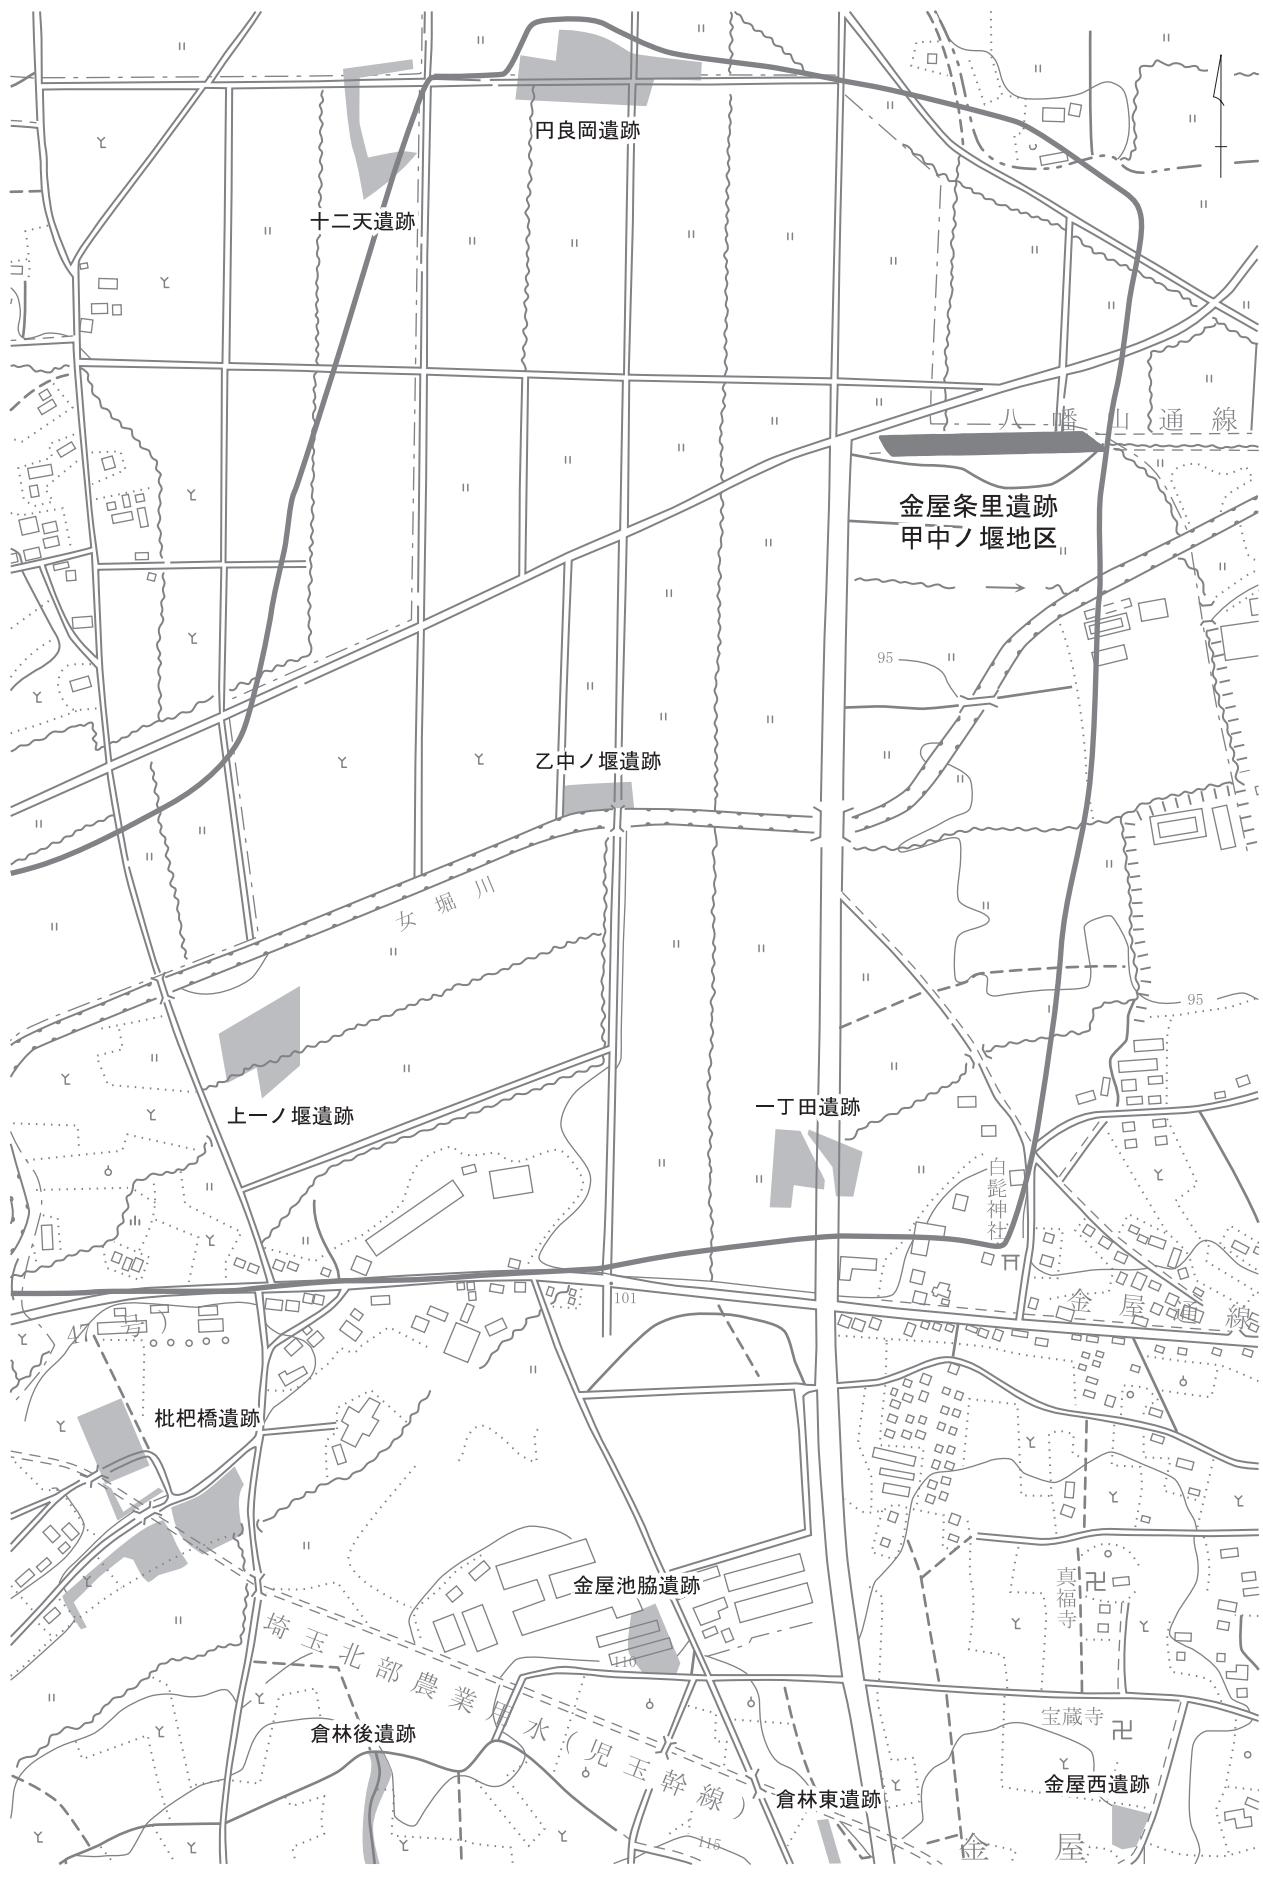 円良岡遺跡
十二天遺跡
八幡山通線
金屋条里遺跡
甲中ノ堰地区
95
乙中ノ堰遺跡
女堀川
95
上一ノ堰遺跡
一丁田遺跡
白髭神社
101
金屋通線
47号)
枇杷橋遺跡
金屋池脇遺跡
真福寺
110
埼玉北部農業用水(児玉幹線)
宝蔵寺
倉林後遺跡
金屋西遺跡
倉林東遺跡
115
金屋